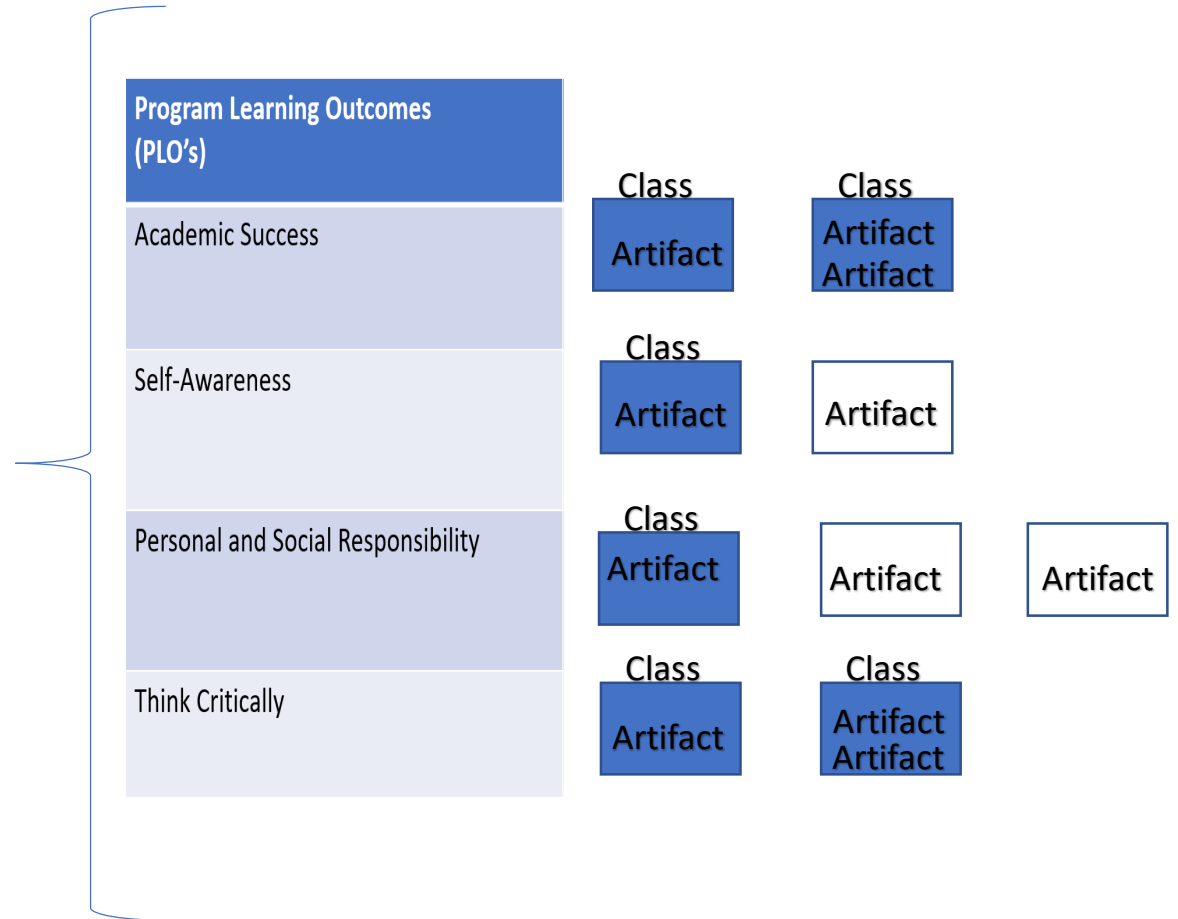 Program Learning Outcomes
(PLO's)
Class
Class
Academic Success
Artifact
Artifact
Artifact
Class
Self-Awareness
Artifact
Artifact
Class
Personal and Social Responsibility
Artifact
Artifact
Artifact
Class
Class
Think Critically
Artifact
Artifact
Artifact